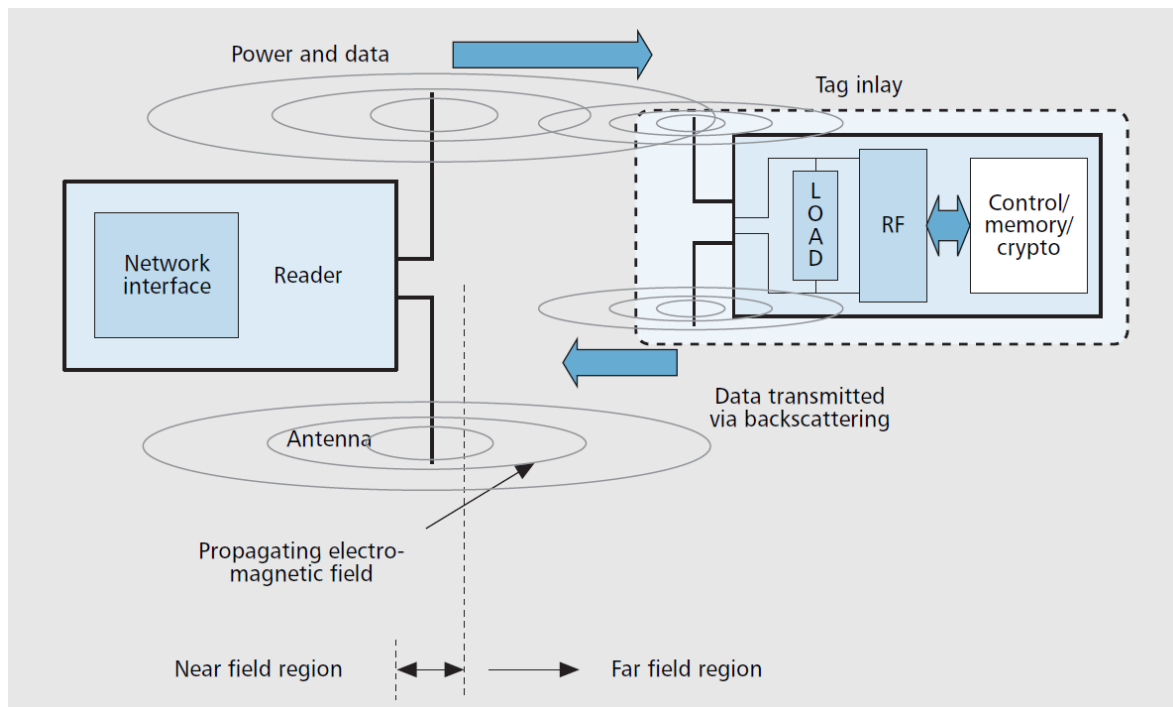 Power and data
Tag inlay
Network
interface
Reader
L
O
A
D
RF
Control/
memory/
crypto
Data transmitted
via backscattering
Antenna
Propagating electro-
magnetic field
Near field region
Far field region